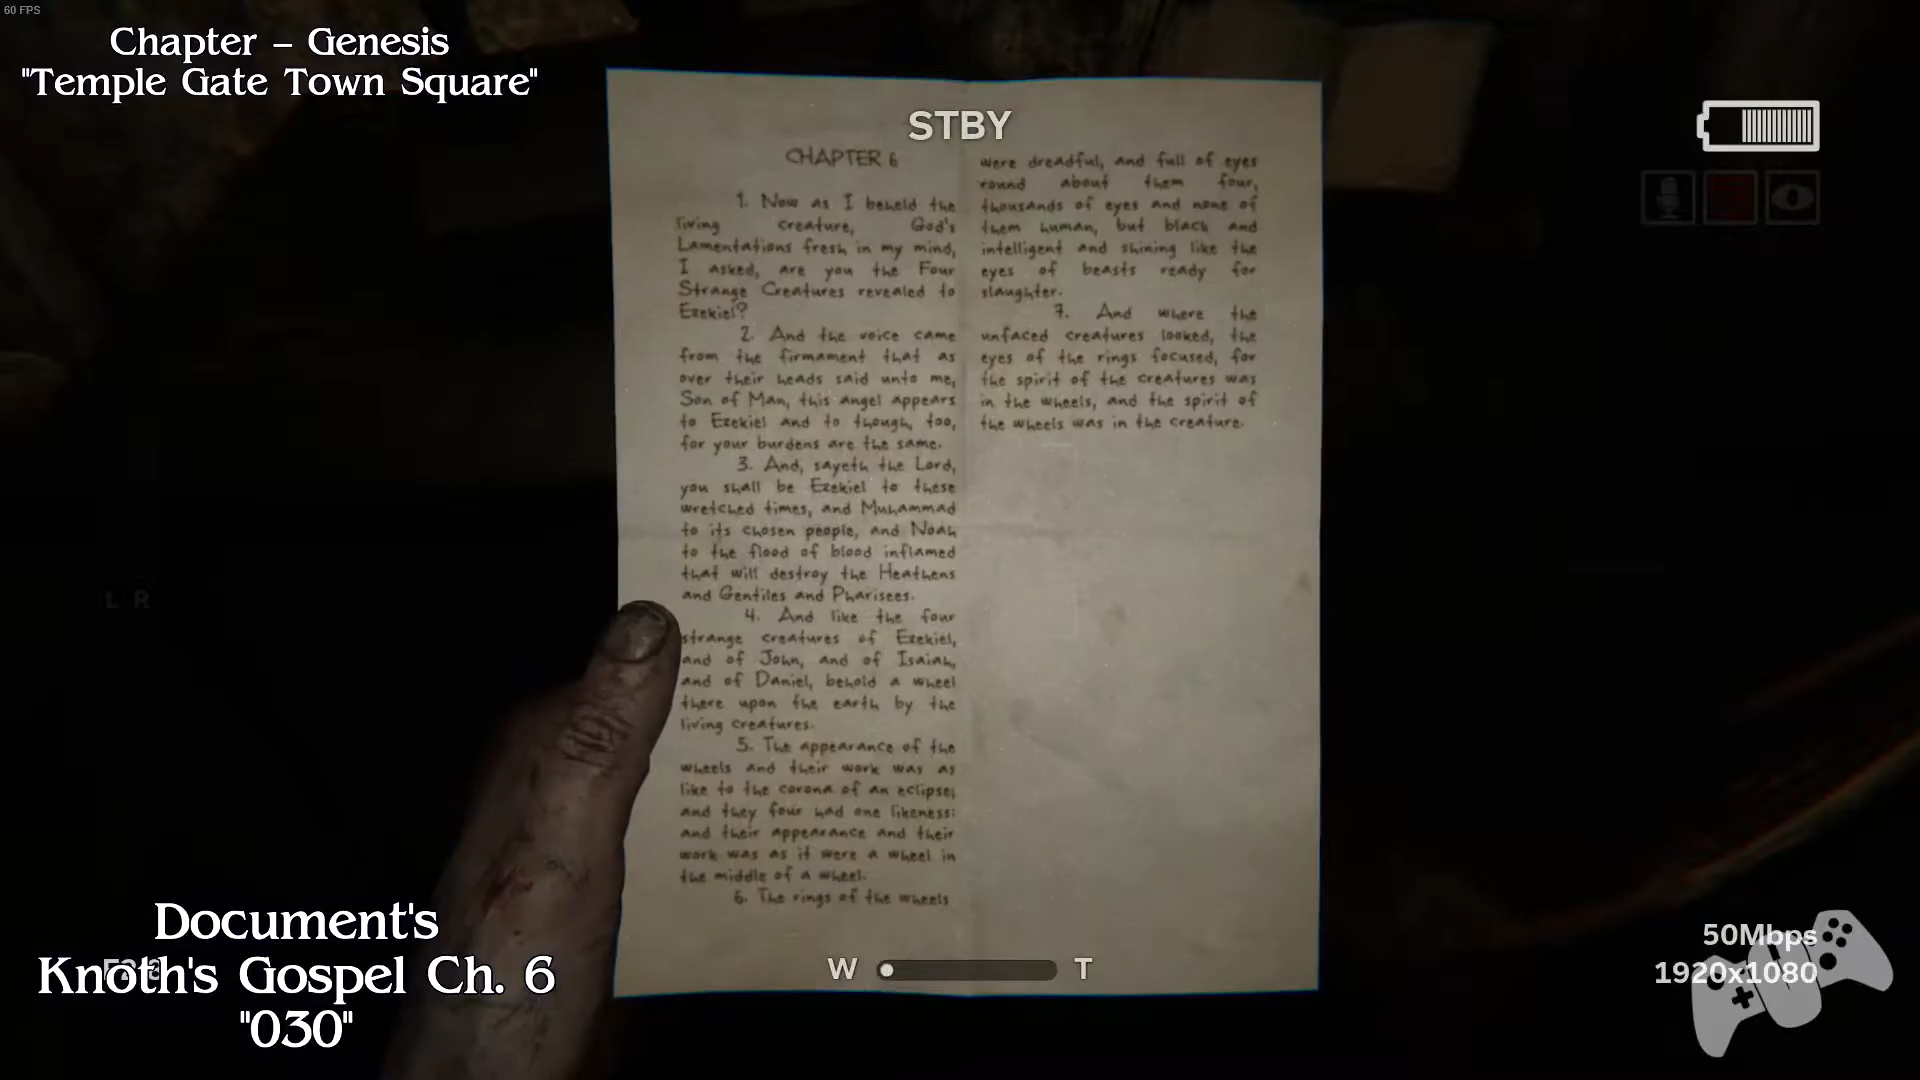 60 FPS
Chapter – Genesis
"Temple Gate Town Square"
STBY
CHAPTER 6
1. Now as I beheld the
living creature, God's
Lamentations fresh in my mind,
I asked, are you the Four
Strange Creatures revealed to
Ezekiel?
2. And the voice came
from the firmament that as
over their heads said unto me,
Son of Man, this angel appears
to Ezekiel and to though, too,
for your burdens are the same.
3. And, sayeth the Lord,
you shall be Ezekiel to these
wretched times, and Muhammad
to its chosen people, and Noah
to the flood of blood inflamed
that will destroy the Heathens
and Gentiles and Pharisees.
4. And like the four
strange creatures of Ezekiel,
and of John, and of Isaiah,
and of Daniel, behold a wheel
there upon the earth by the
living creatures.
5. The appearance of the
wheels and their work was as
like to the corona of an eclipse;
and they four had one likeness:
and their appearance and their
work was as it were a wheel in
the middle of a wheel.
6. The rings of the wheels
were dreadful, and full of eyes
round about them four,
thousands of eyes and none of
them human, but black and
intelligent and shining like the
eyes of beasts ready for
slaughter.
7. And where the
unfaced creatures looked, the
eyes of the rings focused, for
the spirit of the creatures was
in the wheels, and the spirit of
the wheels was in the creature.
L R
Document's
Knoth's Gospel Ch. 6
"030"
W T
50Mbps
1920x1080